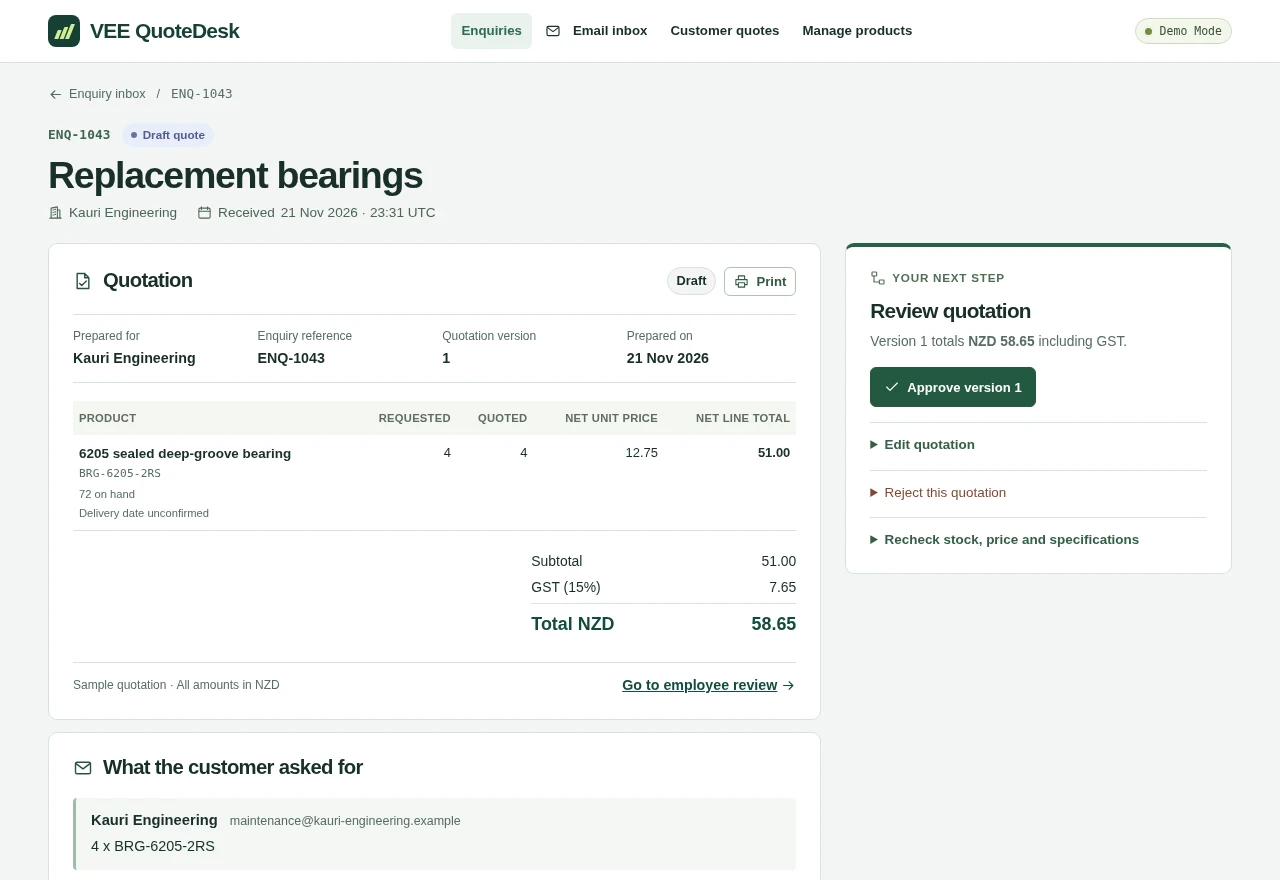 VEE QuoteDesk
Enquiries
Email inbox
Customer quotes
Manage products
Demo Mode
Enquiry inbox / ENQ-1043
ENQ-1043
Draft quote
Replacement bearings
Kauri Engineering
Received 21 Nov 2026 · 23:31 UTC
Quotation
Draft
Print
Prepared for
Kauri Engineering
Enquiry reference
ENQ-1043
Quotation version
1
Prepared on
21 Nov 2026
PRODUCT REQUESTED QUOTED NET UNIT PRICE NET LINE TOTAL
6205 sealed deep-groove bearing 4 4 12.75 51.00
BRG-6205-2RS
72 on hand
Delivery date unconfirmed
Subtotal 51.00
GST (15%) 7.65
Total NZD 58.65
Sample quotation · All amounts in NZD
Go to employee review →
YOUR NEXT STEP
Review quotation
Version 1 totals NZD 58.65 including GST.
Approve version 1
Edit quotation
Reject this quotation
Recheck stock, price and specifications
What the customer asked for
Kauri Engineering maintenance@kauri-engineering.example
4 x BRG-6205-2RS